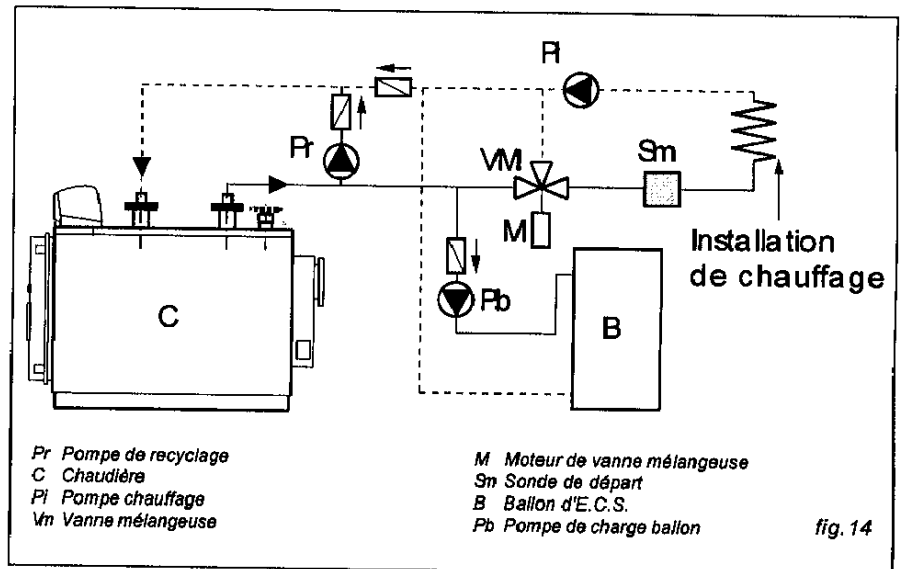 PI
Pr
VM
Sm
M
Installation
de chauffage
C
Pb
B
Pr Pompe de recyclage
C Chaudière
PI Pompe chauffage
Vm Vanne mélangeuse
M Moteur de vanne mélangeuse
Sm Sonde de départ
B Ballon d'E.C.S.
Pb Pompe de charge ballon
fig. 14